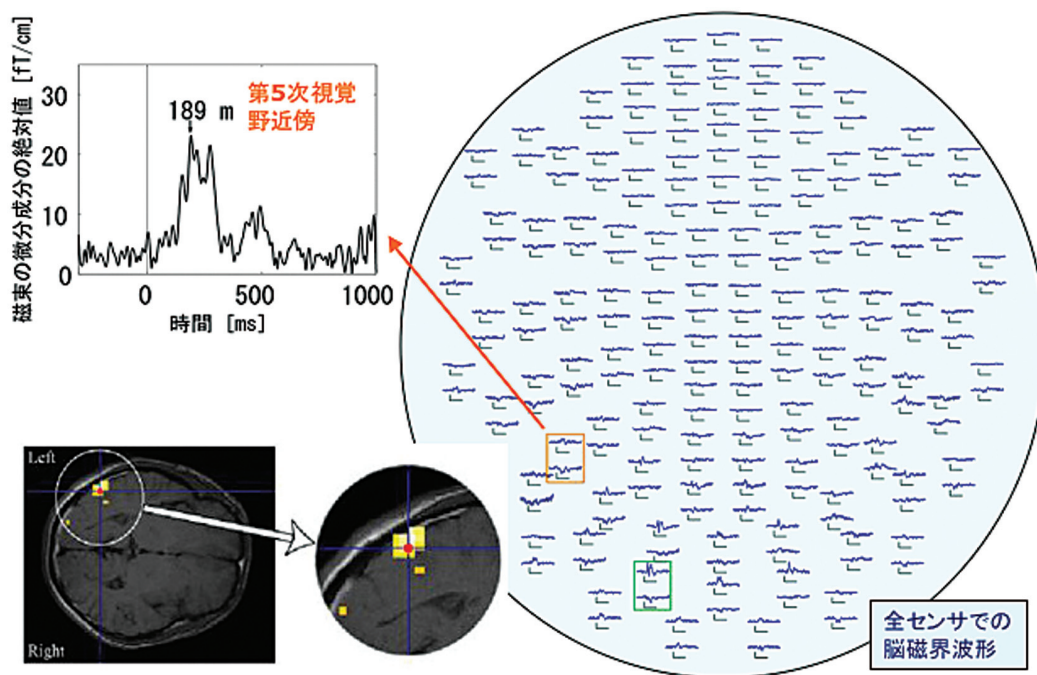 磁束の微分成分の絶対値 [fT/cm]
30
20
10
0
189 m
第5次視覚
野近傍
0
500
1000
時間 [ms]
Left
Right
全センサでの
脳磁界波形